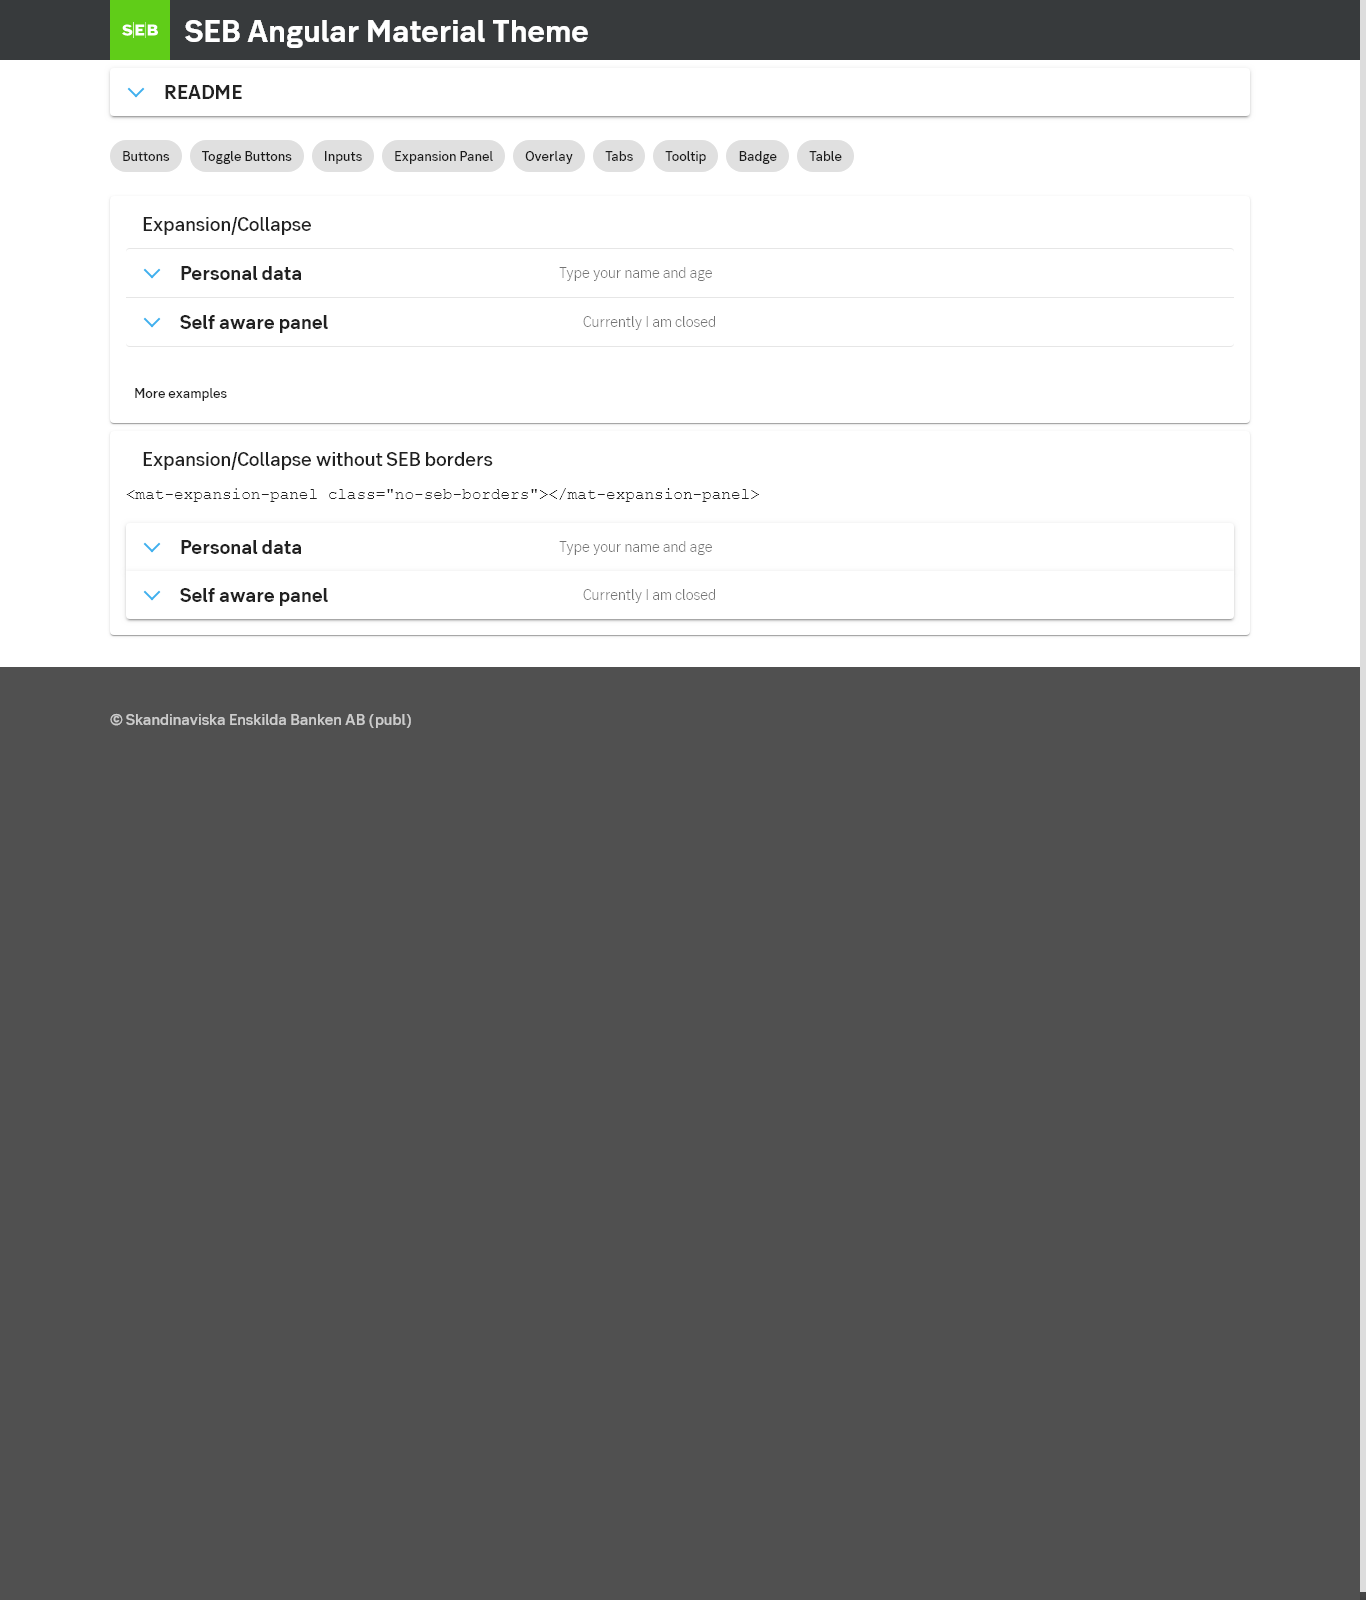 SEB SEB Angular Material Theme
README
Buttons Toggle Buttons Inputs Expansion Panel Overlay Tabs Tooltip Badge Table
Expansion/Collapse
Personal data Type your name and age
Self aware panel Currently I am closed
More examples
Expansion/Collapse without SEB borders
<mat-expansion-panel class="no-seb-borders"></mat-expansion-panel>
Personal data Type your name and age
Self aware panel Currently I am closed
© Skandinaviska Enskilda Banken AB (publ)